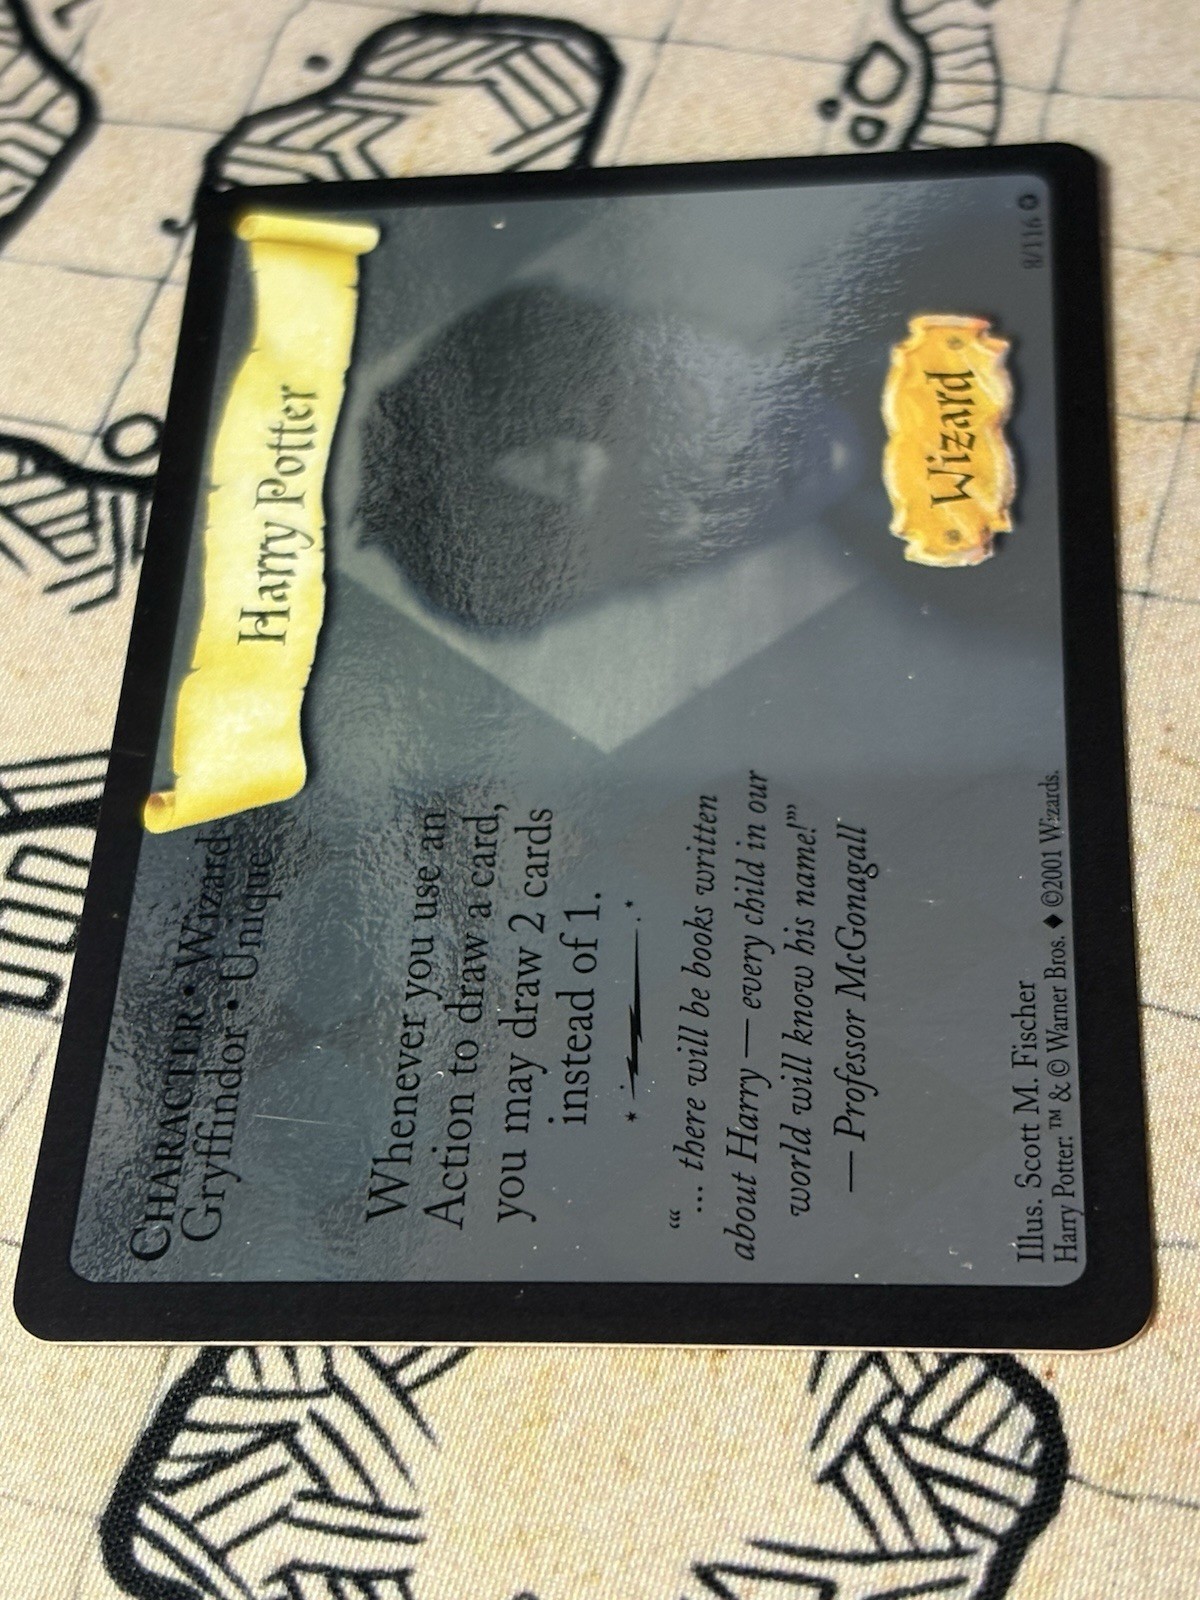 Harry Potter
CHARACTER • Wizard
Gryffindor • Unique
Whenever you use an
Action to draw a card,
you may draw 2 cards
instead of 1.
“‘... there will be books written
about Harry — every child in our
world will know his name!’”
— Professor McGonagall
Wizard
Illus. Scott M. Fischer
Harry Potter: ™ & © Warner Bros. ♦ ©2001 Wizards.
8/116 ✪